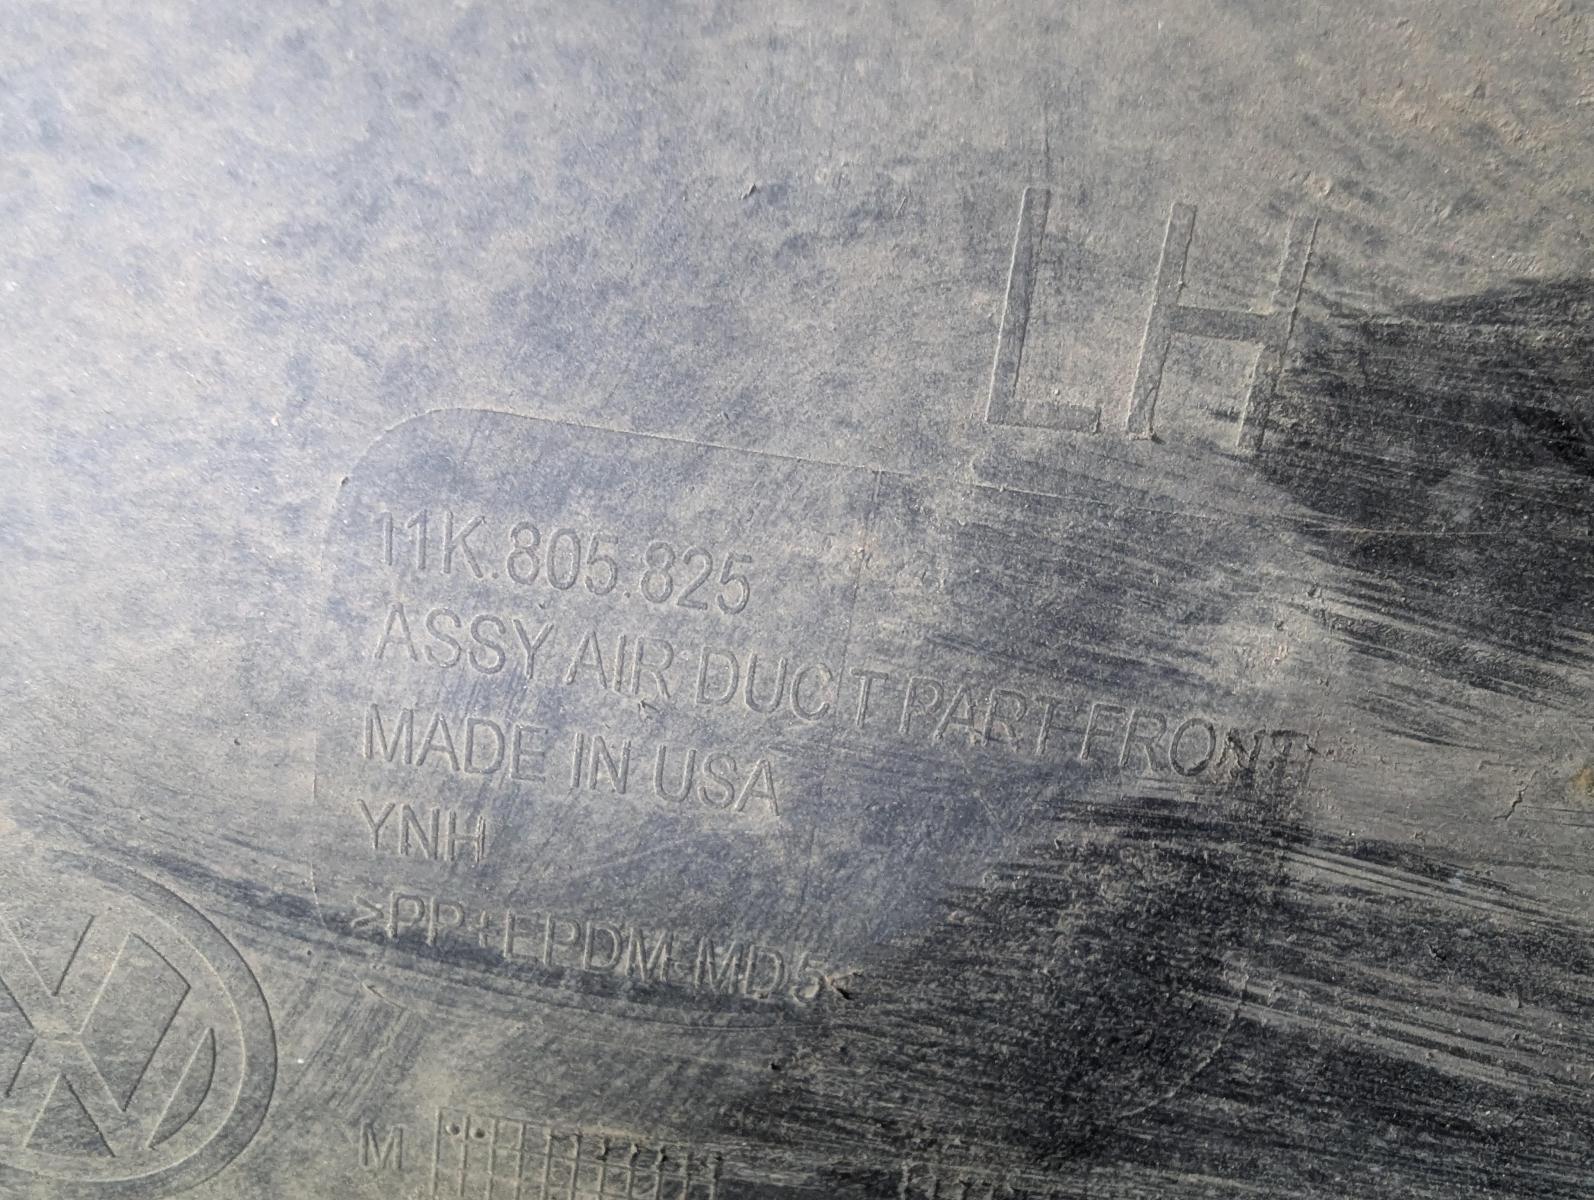 LH
11K.805.825
ASSY AIR DUCT PART FRONT
MADE IN USA
YNH
>PP+EPDM-MD5<
M